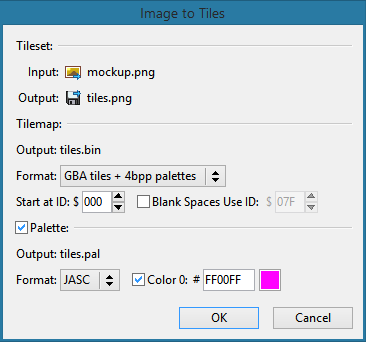 Image to Tiles
Tileset:
Input: mockup.png
Output: tiles.png
Tilemap:
Output: tiles.bin
Format: GBA tiles + 4bpp palettes
Start at ID: $ 000 Blank Spaces Use ID: $ 07F
Palette:
Output: tiles.pal
Format: JASC Color 0: # FF00FF
OK Cancel